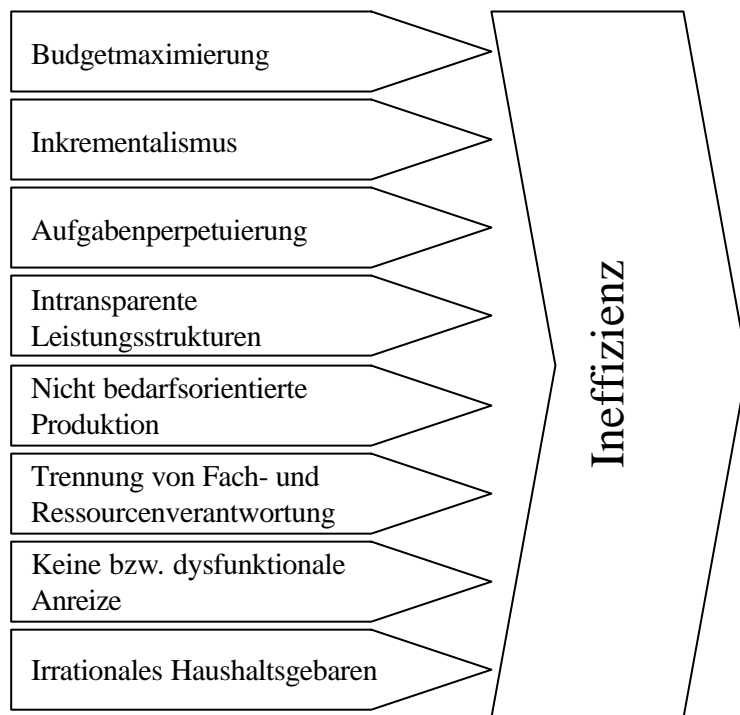 Budgetmaximierung
Inkrementalismus
Aufgabenperpetuierung
Intransparente
Leistungsstrukturen
Nicht bedarfsorientierte
Produktion
Trennung von Fach- und
Ressourcenverantwortung
Keine bzw. dysfunktionale
Anreize
Irrationales Haushaltsgebaren
Ineffizienz